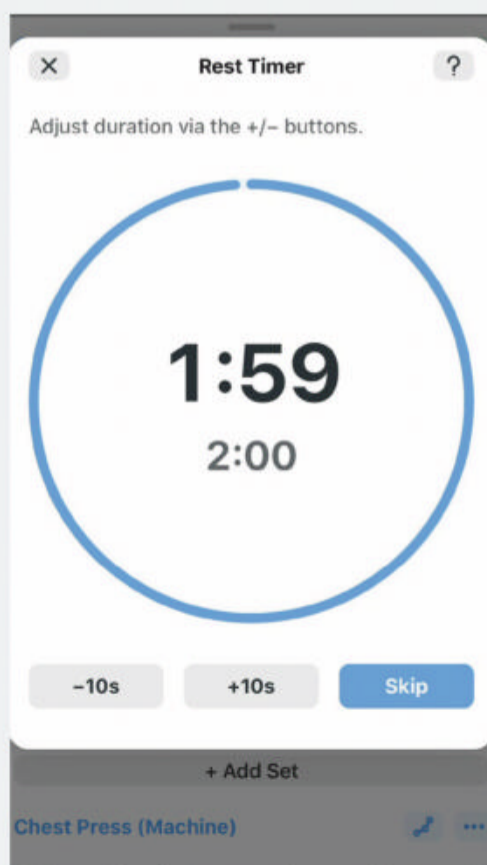 Rest Timer
?
Adjust duration via the +/− buttons.
1:59
2:00
−10s
+10s
Skip
+ Add Set
Chest Press (Machine)